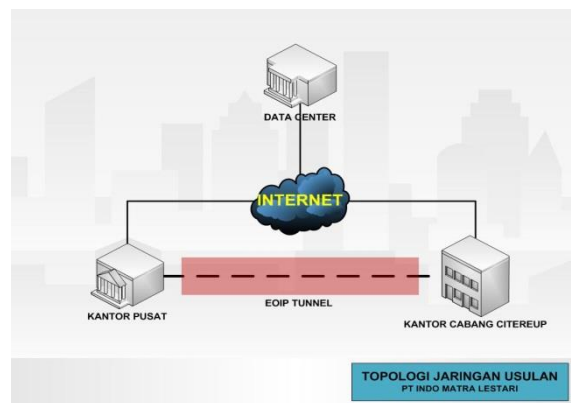 DATA CENTER
INTERNET
EOIP TUNNEL
KANTOR PUSAT
KANTOR CABANG CITEREUP
TOPOLOGI JARINGAN USULAN
PT INDO MATRA LESTARI